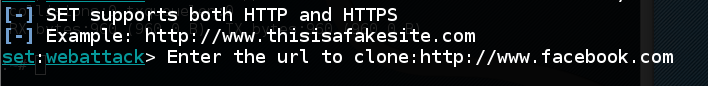 [-] SET supports both HTTP and HTTPS
[-] Example: http://www.thisisafakesite.com
set:webattack> Enter the url to clone:http://www.facebook.com